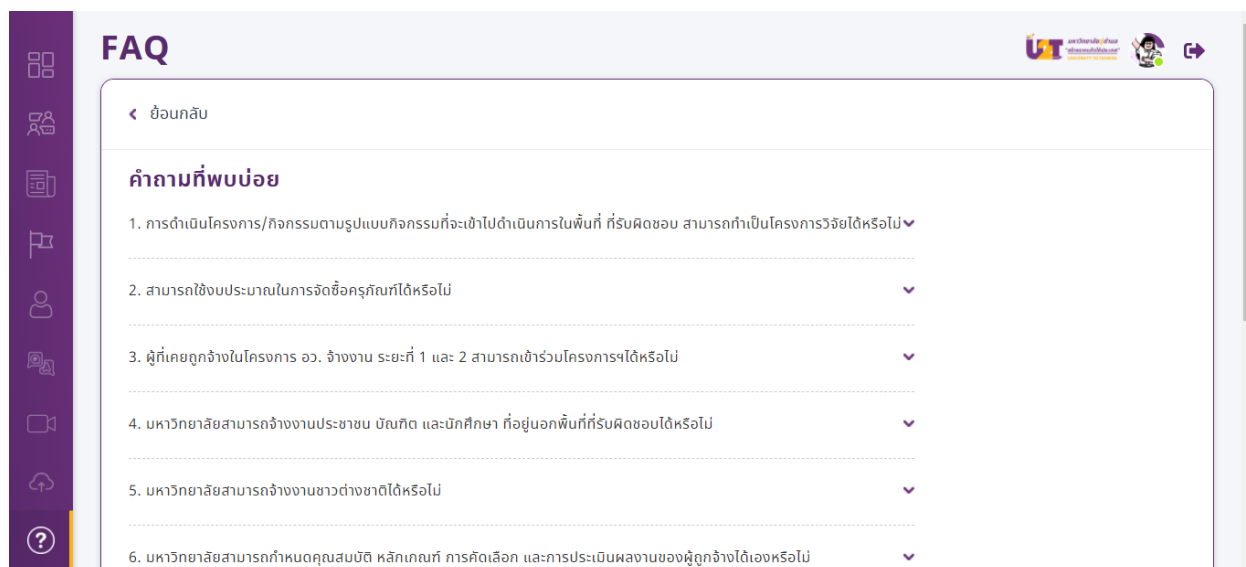 FAQ
ย้อนกลับ
คำถามที่พบบ่อย
1. การดำเนินโครงการ/กิจกรรมตามรูปแบบกิจกรรมที่จะเข้าไปดำเนินการในพื้นที่ ที่รับผิดชอบ สามารถทำเป็นโครงการวิจัยได้หรือไม่
2. สามารถใช้งบประมาณในการจัดซื้อครุภัณฑ์ได้หรือไม่
3. ผู้ที่เคยถูกจ้างในโครงการ อว. จ้างงาน ระยะที่ 1 และ 2 สามารถเข้าร่วมโครงการฯได้หรือไม่
4. มหาวิทยาลัยสามารถจ้างงานประชาชน บัณฑิต และนักศึกษา ที่อยู่นอกพื้นที่ที่รับผิดชอบได้หรือไม่
5. มหาวิทยาลัยสามารถจ้างงานชาวต่างชาติได้หรือไม่
6. มหาวิทยาลัยสามารถกำหนดคุณสมบัติ หลักเกณฑ์ การคัดเลือก และการประเมินผลงานของผู้ถูกจ้างได้เองหรือไม่